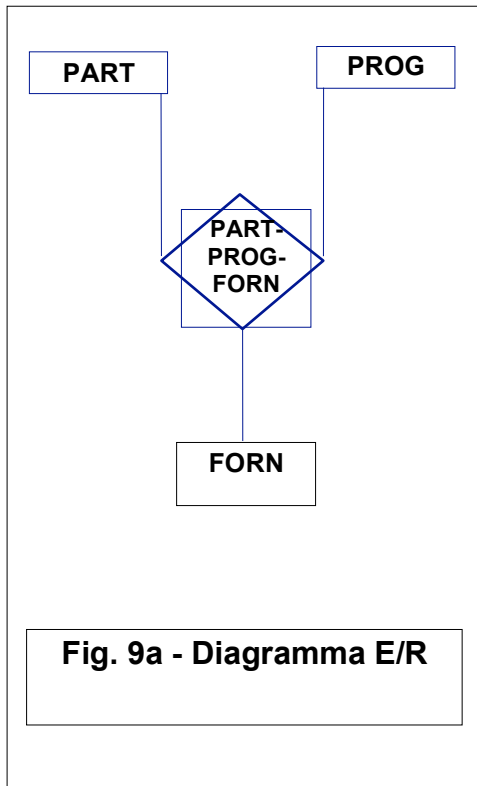 PART
PROG
PART-
PROG-
FORN
FORN
Fig. 9a - Diagramma E/R